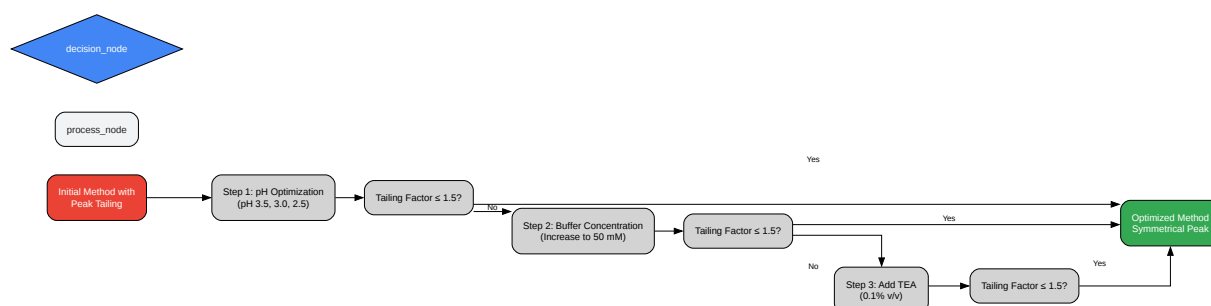 decision_node
process_node
Yes
Initial Method with
Peak Tailing
Step 1: pH Optimization
(pH 3.5, 3.0, 2.5)
Tailing Factor ≤ 1.5?
No
Step 2: Buffer Concentration
(Increase to 50 mM)
Tailing Factor ≤ 1.5?
Yes
Optimized Method
Symmetrical Peak
No
Step 3: Add TEA
(0.1% v/v)
Tailing Factor ≤ 1.5?
Yes